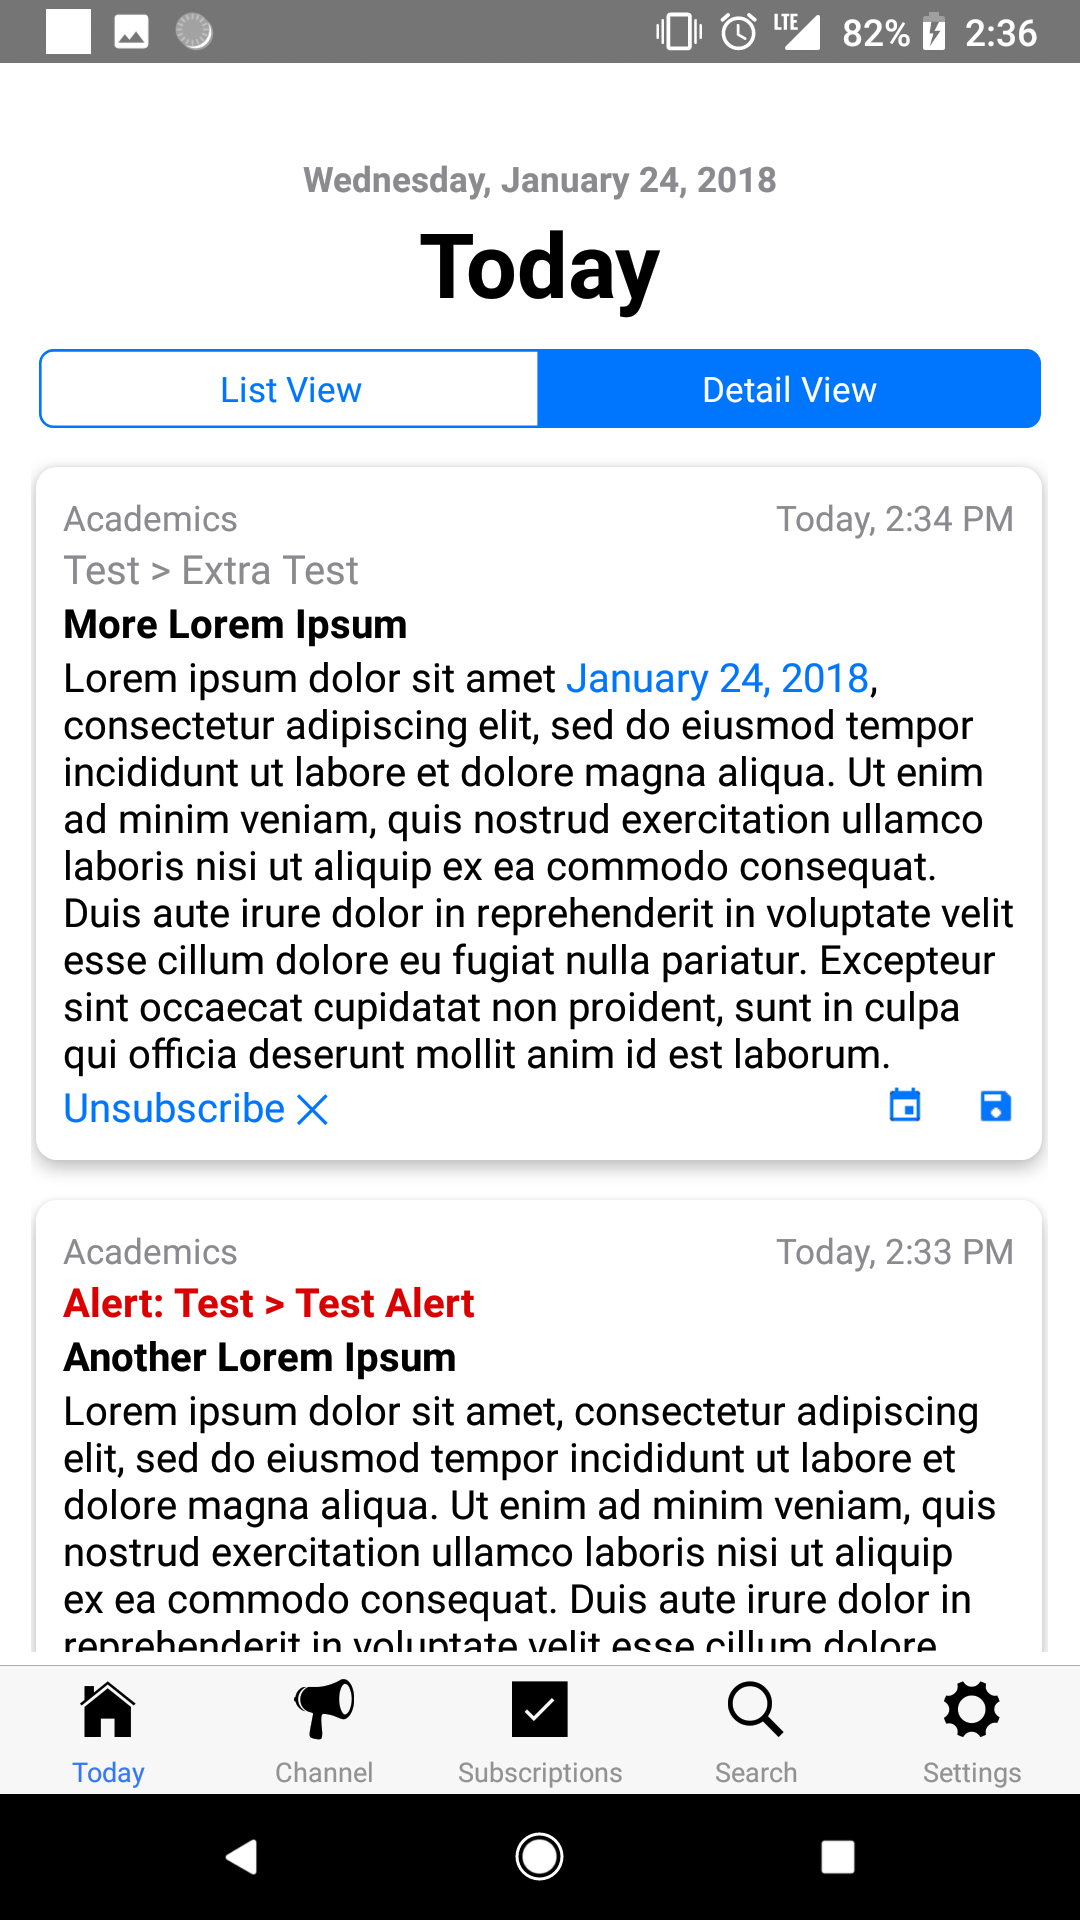 LTE 82% 2:36
Wednesday, January 24, 2018
Today
List View Detail View
Academics Today, 2:34 PM
Test > Extra Test
More Lorem Ipsum
Lorem ipsum dolor sit amet January 24, 2018,
consectetur adipiscing elit, sed do eiusmod tempor
incididunt ut labore et dolore magna aliqua. Ut enim
ad minim veniam, quis nostrud exercitation ullamco
laboris nisi ut aliquip ex ea commodo consequat.
Duis aute irure dolor in reprehenderit in voluptate velit
esse cillum dolore eu fugiat nulla pariatur. Excepteur
sint occaecat cupidatat non proident, sunt in culpa
qui officia deserunt mollit anim id est laborum.
Unsubscribe
Academics Today, 2:33 PM
Alert: Test > Test Alert
Another Lorem Ipsum
Lorem ipsum dolor sit amet, consectetur adipiscing
elit, sed do eiusmod tempor incididunt ut labore et
dolore magna aliqua. Ut enim ad minim veniam, quis
nostrud exercitation ullamco laboris nisi ut aliquip
ex ea commodo consequat. Duis aute irure dolor in
reprehenderit in voluptate velit esse cillum dolore
Today Channel Subscriptions Search Settings